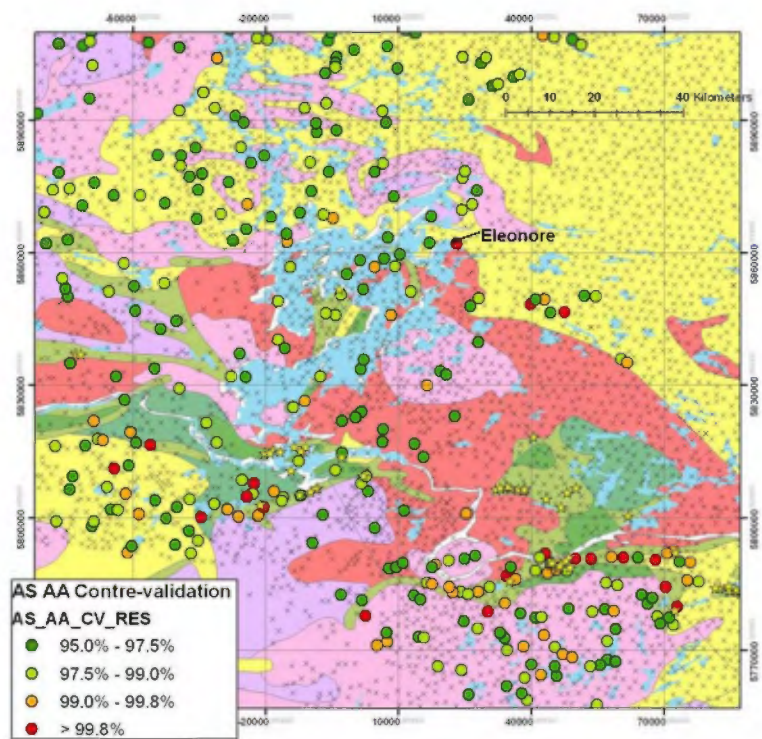 -50000 -20000 10000 40000 70000
0 10 20 40 Kilometers
5890000 5890000
Eleonore
5860000 5860000
5830000 5830000
5800000 5800000
5770000 5770000
AS AA Contre-validation
AS_AA_CV_RES
95.0% - 97.5%
97.5% - 99.0%
99.0% - 99.8%
> 99.8%
-20000 10000 40000 70000